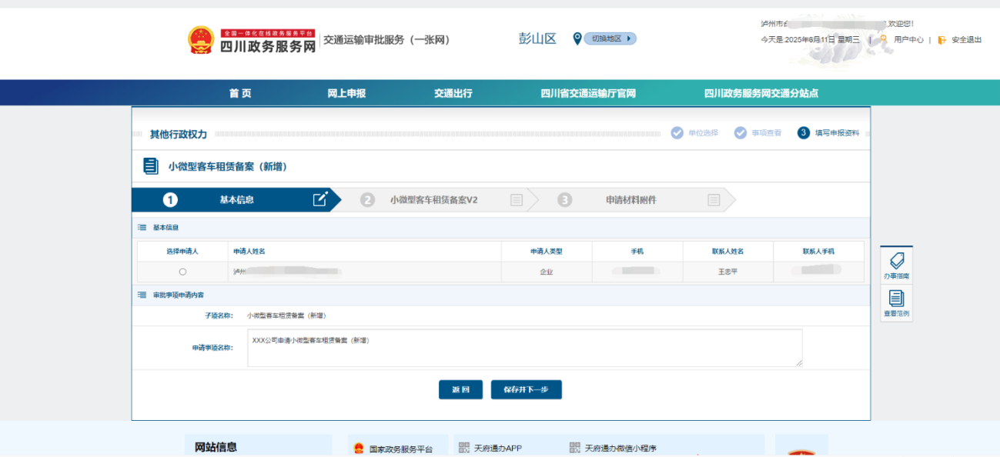 泸州市
欢迎您!
全国一体化在线政务服务平台
四川政务服务网
交通运输审批服务（一张网）
彭山区
切换地区
今天是:2025年6月11日 星期三 | 用户中心 | 安全退出
首 页 网上申报 交通出行 四川省交通运输厅官网 四川政务服务网交通分站点
其他行政权力
单位选择 事项查看 3 填写申报资料
小微型客车租赁备案（新增）
1 基本信息 2 小微型客车租赁备案V2 3 申请材料附件
基本信息
选择申请人 申请人姓名 申请人类型 手机 联系人姓名 联系人手机
泸州 企业 王忠平
审批事项申请内容
子项名称： 小微型客车租赁备案（新增）
申请事项名称： XXX公司申请小微型客车租赁备案（新增）
返 回 保存并下一步
办事指南
查看范例
网站信息 国家政务服务平台 天府通办APP 天府通办微信小程序